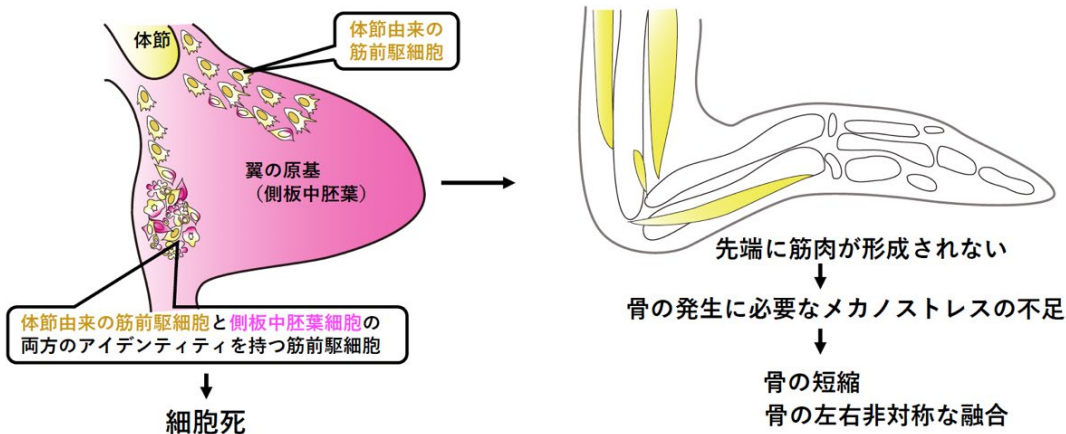 体節
体節由来の
筋前駆細胞
翼の原基
（側板中胚葉）
体節由来の筋前駆細胞と側板中胚葉細胞の
両方のアイデンティティを持つ筋前駆細胞
細胞死
先端に筋肉が形成されない
骨の発生に必要なメカノストレスの不足
骨の短縮
骨の左右非対称な融合